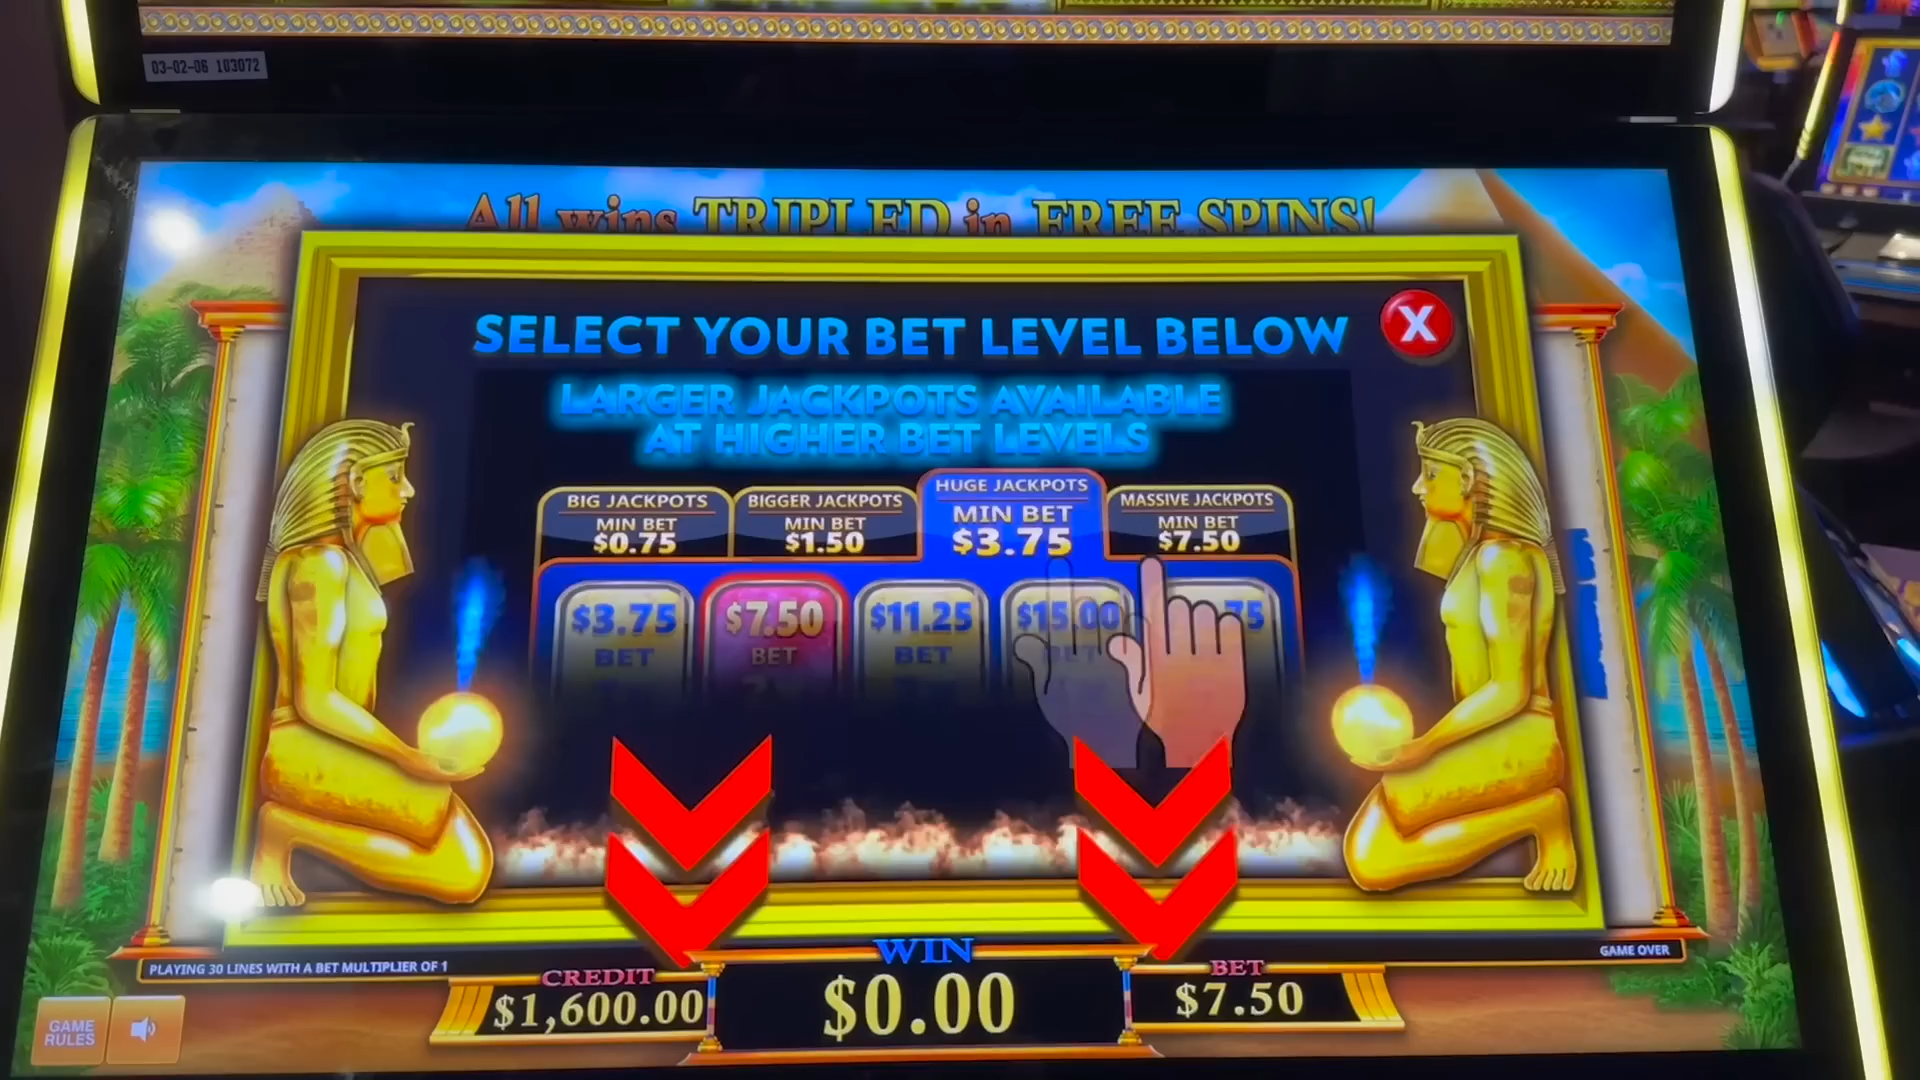 03-02-06 103072
All wins TRIPLED in FREE SPINS!
SELECT YOUR BET LEVEL BELOW
X
LARGER JACKPOTS AVAILABLE
AT HIGHER BET LEVELS
BIG JACKPOTS
MIN BET
$0.75
BIGGER JACKPOTS
MIN BET
$1.50
HUGE JACKPOTS
MIN BET
$3.75
MASSIVE JACKPOTS
MIN BET
$7.50
$3.75
BET
$7.50
BET
$11.25
BET
$15.00
BET
75
PLAYING 30 LINES WITH A BET MULTIPLIER OF 1
GAME OVER
CREDIT
$1,600.00
WIN
$0.00
BET
$7.50
GAME
RULES